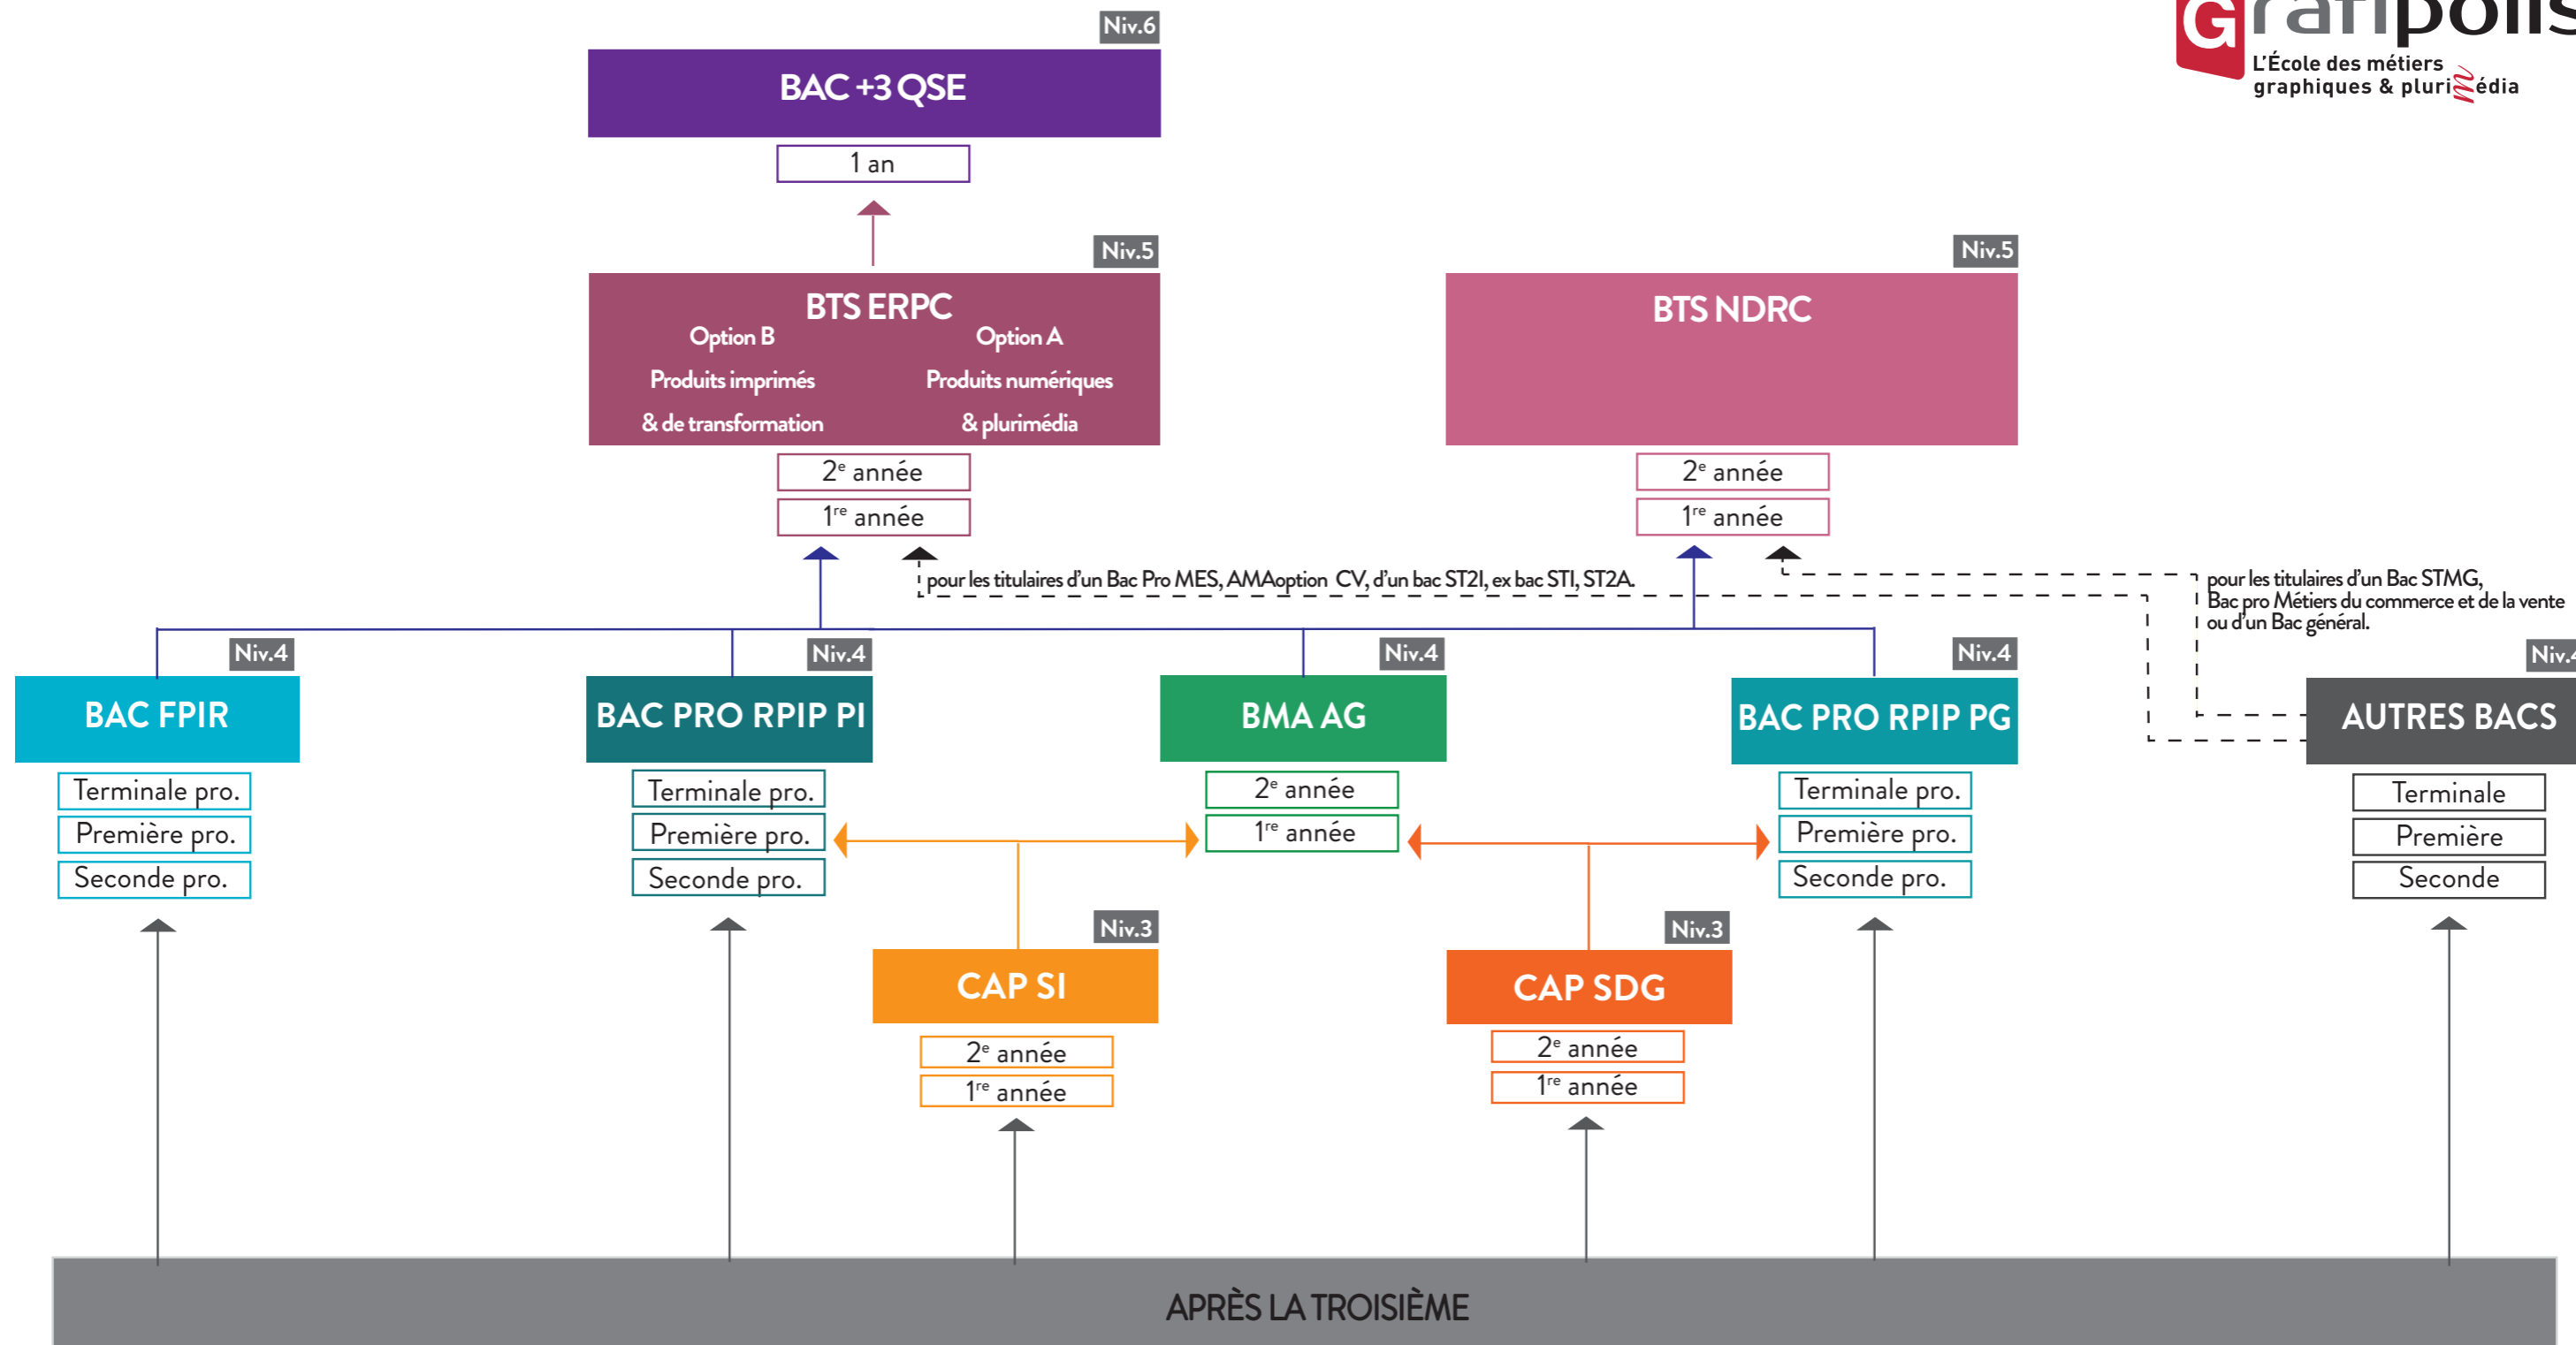 Grafipolis
L'École des métiers
graphiques & plurimédia
Niv.6
BAC +3 QSE
1 an
Niv.5
BTS ERPC
Option B
Produits imprimés
& de transformation
Option A
Produits numériques
& plurimédia
2e année
1re année
Niv.5
BTS NDRC
2e année
1re année
pour les titulaires d'un Bac Pro MES, AMAoption CV, d'un bac ST2I, ex bac STI, ST2A.
pour les titulaires d'un Bac STMG,
Bac pro Métiers du commerce et de la vente
ou d'un Bac général.
Niv.4
BAC FPIR
Terminale pro.
Première pro.
Seconde pro.
Niv.4
BAC PRO RPIP PI
Terminale pro.
Première pro.
Seconde pro.
Niv.4
BMA AG
2e année
1re année
Niv.4
BAC PRO RPIP PG
Terminale pro.
Première pro.
Seconde pro.
Niv.4
AUTRES BACS
Terminale
Première
Seconde
Niv.3
CAP SI
2e année
1re année
Niv.3
CAP SDG
2e année
1re année
APRÈS LA TROISIÈME